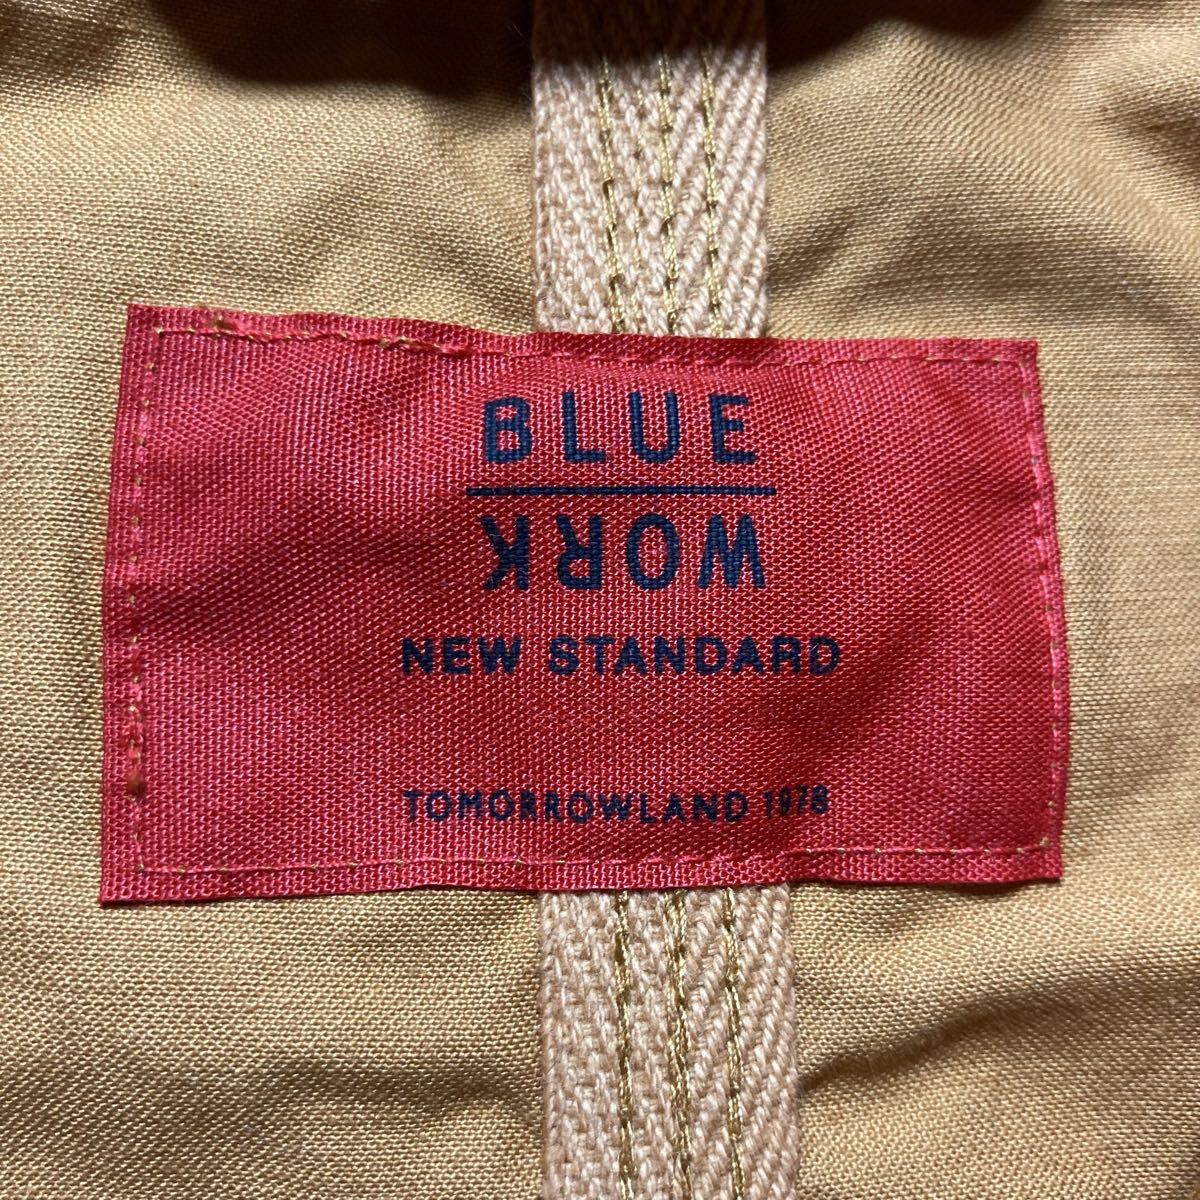 BLUE
WORK
NEW STANDARD
TOMORROWLAND 1978